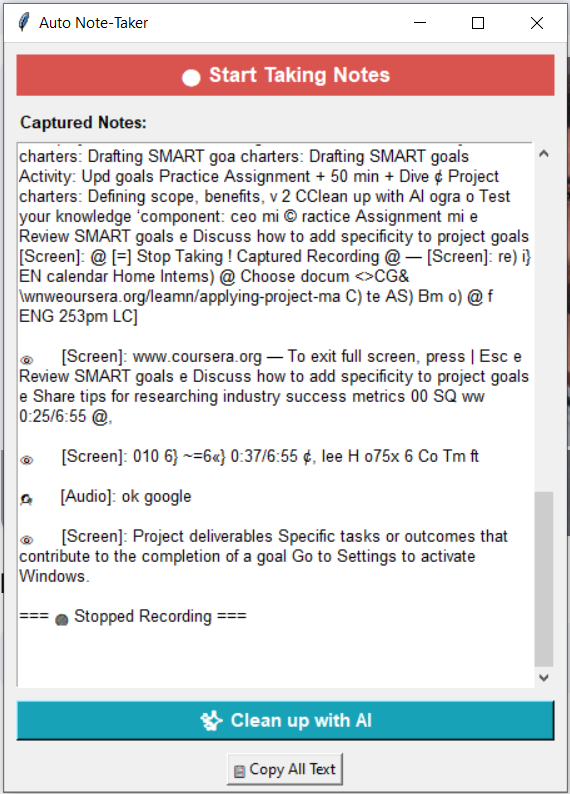 Auto Note-Taker
Start Taking Notes
Captured Notes:
charters: Drafting SMART goa charters: Drafting SMART goals
Activity: Upd goals Practice Assignment + 50 min + Dive ¢ Project
charters: Defining scope, benefits, v 2 CClean up with AI ogra o Test
your knowledge ‘component: ceo mi © ractice Assignment mi e
Review SMART goals e Discuss how to add specificity to project goals
[Screen]: @ [=] Stop Taking ! Captured Recording @ — [Screen]: re) i}
EN calendar Home Intems) @ Choose docum <>CG&
\wnweoursera.org/leamn/applying-project-ma C) te AS) Bm o) @ f
ENG 253pm LC]
[Screen]: www.coursera.org — To exit full screen, press | Esc e
Review SMART goals e Discuss how to add specificity to project goals
e Share tips for researching industry success metrics 00 SQ ww
0:25/6:55 @,
[Screen]: 010 6} ~=6«} 0:37/6:55 ¢, lee H o75x 6 Co Tm ft
[Audio]: ok google
[Screen]: Project deliverables Specific tasks or outcomes that
contribute to the completion of a goal Go to Settings to activate
Windows.
=== Stopped Recording ===
Clean up with AI
Copy All Text